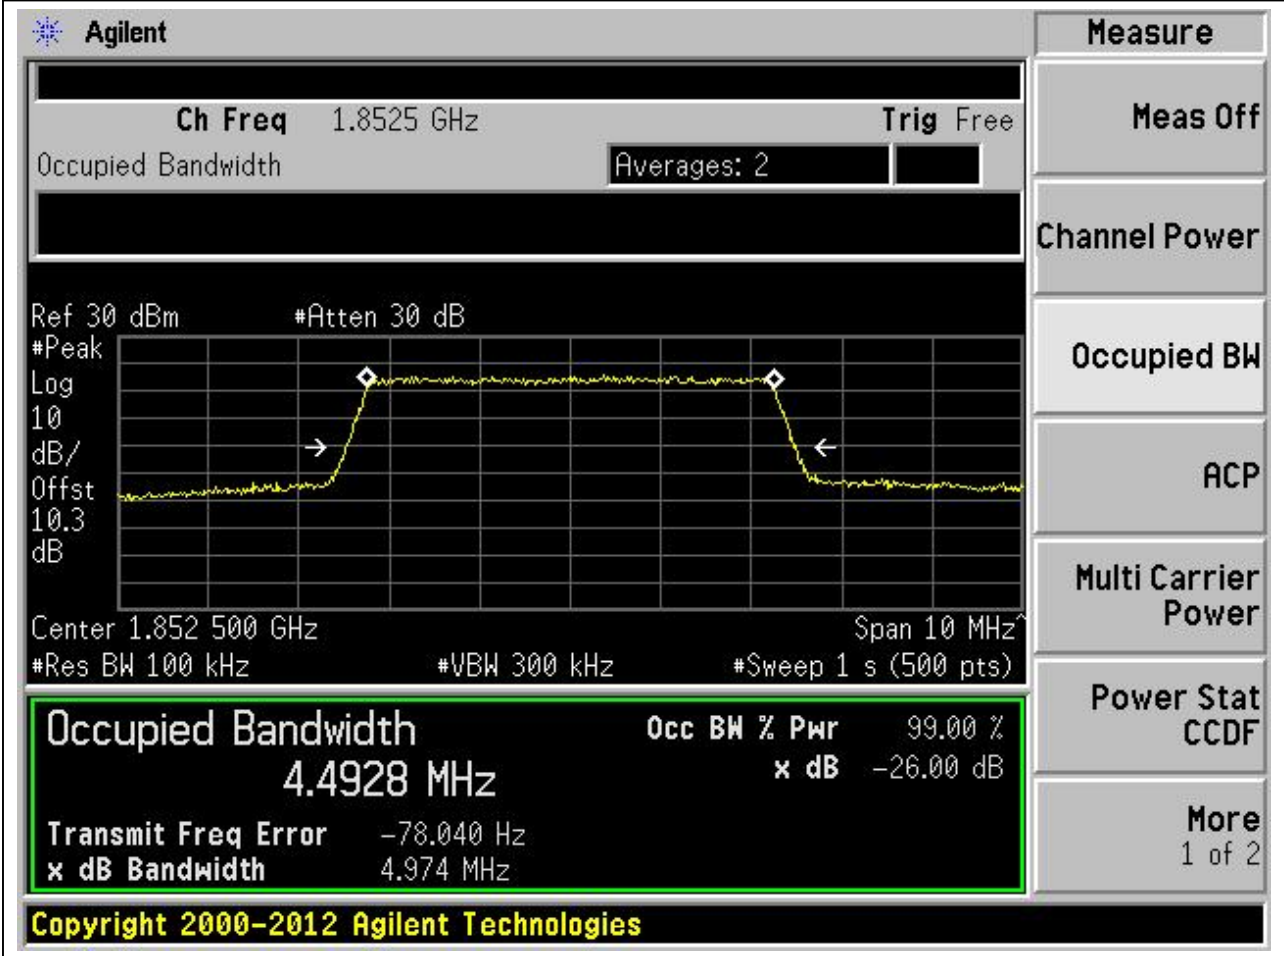 Agilent
Measure
Ch Freq 1.8525 GHz Trig Free
Occupied Bandwidth Averages: 2
Meas Off
Channel Power
Occupied BW
ACP
Multi Carrier
Power
Power Stat
CCDF
More
1 of 2
Ref 30 dBm #Atten 30 dB
#Peak
Log
10
dB/
Offst
10.3
dB
Center 1.852 500 GHz Span 10 MHz^
#Res BW 100 kHz #VBW 300 kHz #Sweep 1 s (500 pts)
Occupied Bandwidth Occ BW % Pwr 99.00 %
4.4928 MHz x dB -26.00 dB
Transmit Freq Error -78.040 Hz
x dB Bandwidth 4.974 MHz
Copyright 2000-2012 Agilent Technologies